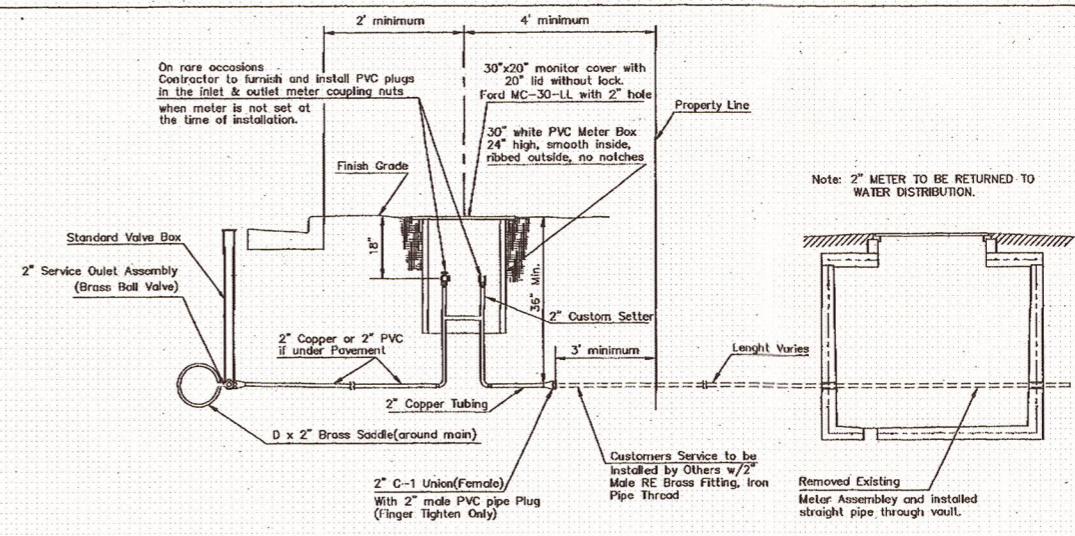 2' minimum
4' minimum
On rare occasions
Contractor to furnish and install PVC plugs
in the inlet & outlet meter coupling nuts
when meter is not set at
the time of installation.
30"x20" monitor cover with
20" lid without lock.
Ford MC-30-LL with 2" hole
Property Line
30" white PVC Meter Box
24" high, smooth inside,
ribbed outside, no notches
Finish Grade
Note: 2" METER TO BE RETURNED TO
WATER DISTRIBUTION.
Standard Valve Box
18"
36" Min.
2" Service Oulet Assembly
(Brass Ball Valve)
2" Custom Setter
2" Copper or 2" PVC
if under Pavement
3' minimum
Lenght Varies
2" Copper Tubing
D x 2" Brass Saddle(around main)
2" C-1 Union(Female)
With 2" male PVC pipe Plug
(Finger Tighten Only)
Customers Service to be
Installed by Others w/2"
Male RE Brass Fitting, Iron
Pipe Thread
Removed Existing
Meter Assembley and installed
straight pipe through vault.